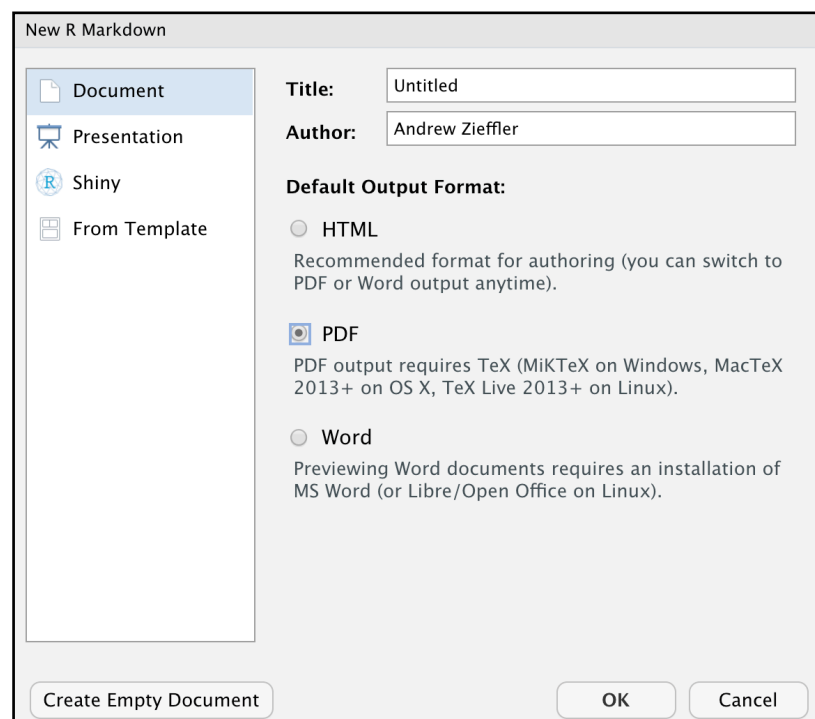 New R Markdown
Document
Presentation
R Shiny
From Template
Title: Untitled
Author: Andrew Zieffler
Default Output Format:
HTML
Recommended format for authoring (you can switch to
PDF or Word output anytime).
PDF
PDF output requires TeX (MiKTeX on Windows, MacTeX
2013+ on OS X, TeX Live 2013+ on Linux).
Word
Previewing Word documents requires an installation of
MS Word (or Libre/Open Office on Linux).
Create Empty Document
OK
Cancel